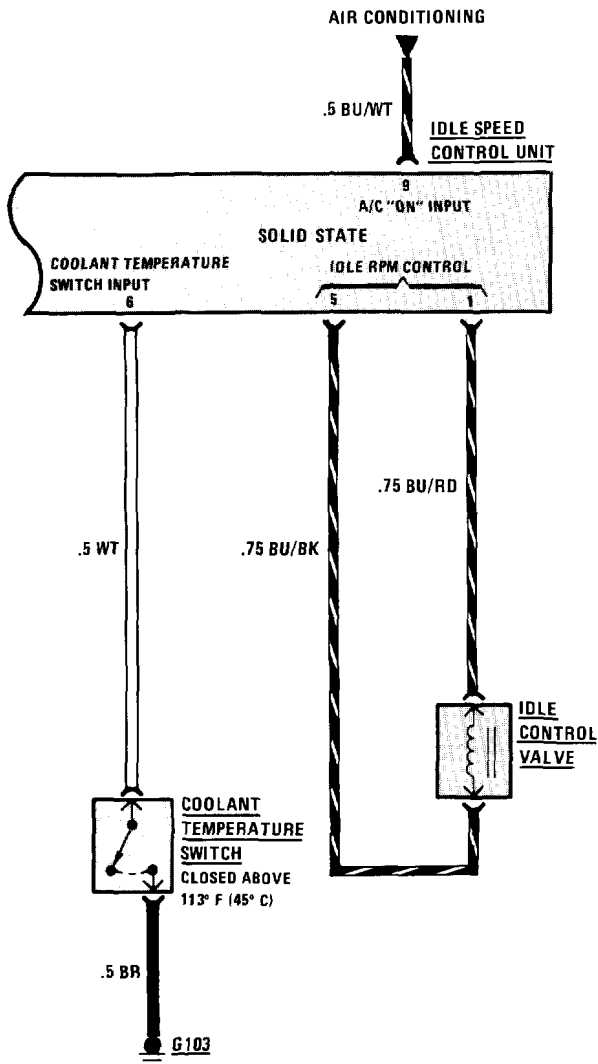 AIR CONDITIONING
.5 BU/WT
IDLE SPEED
CONTROL UNIT
9
A/C "ON" INPUT
SOLID STATE
COOLANT TEMPERATURE
SWITCH INPUT
6
IDLE RPM CONTROL
5
1
.75 BU/RD
.5 WT
.75 BU/BK
IDLE
CONTROL
VALVE
COOLANT
TEMPERATURE
SWITCH
CLOSED ABOVE
113° F (45° C)
.5 BR
G103